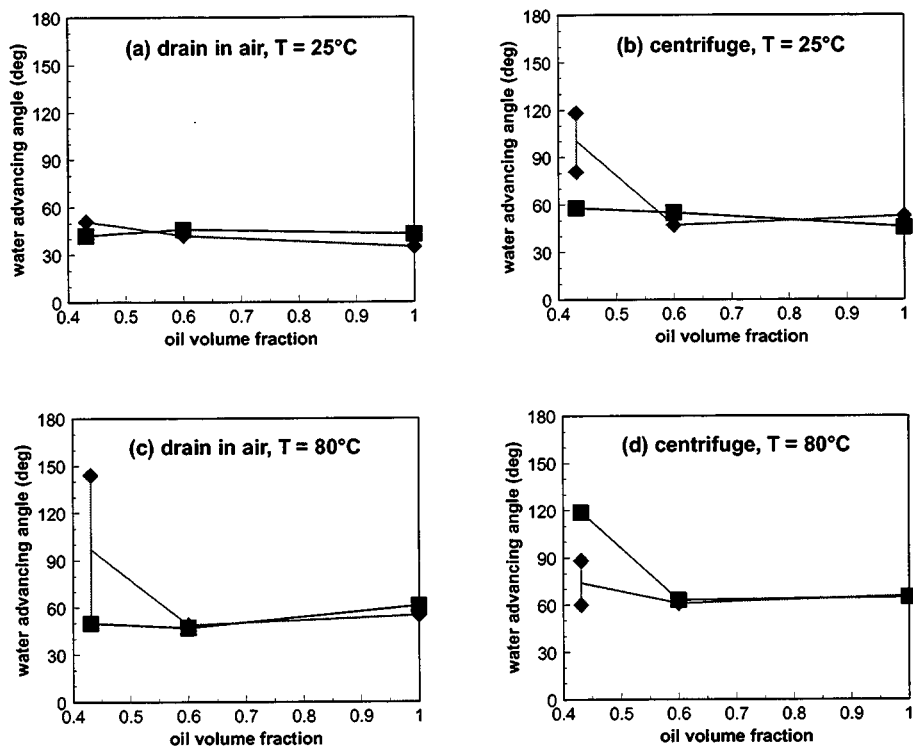 180
150
120
90
60
30
0
water advancing angle (deg)
(a) drain in air, T = 25°C
0.4 0.5 0.6 0.7 0.8 0.9 1
oil volume fraction
180
150
120
90
60
30
0
water advancing angle (deg)
(b) centrifuge, T = 25°C
0.4 0.5 0.6 0.7 0.8 0.9 1
oil volume fraction
180
150
120
90
60
30
0
water advancing angle (deg)
(c) drain in air, T = 80°C
0.4 0.5 0.6 0.7 0.8 0.9 1
oil volume fraction
180
150
120
90
60
30
0
water advancing angle (deg)
(d) centrifuge, T = 80°C
0.4 0.5 0.6 0.7 0.8 0.9 1
oil volume fraction